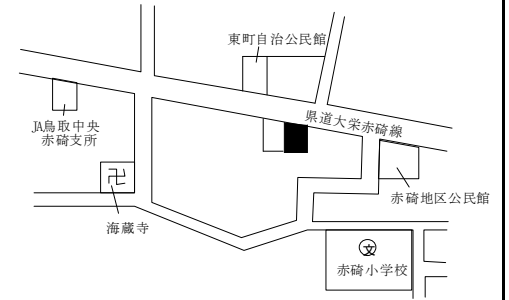 東町自治公民館
県道大栄赤碕線
JA鳥取中央
赤碕支所
卍
赤碕地区公民館
海蔵寺
文
赤碕小学校